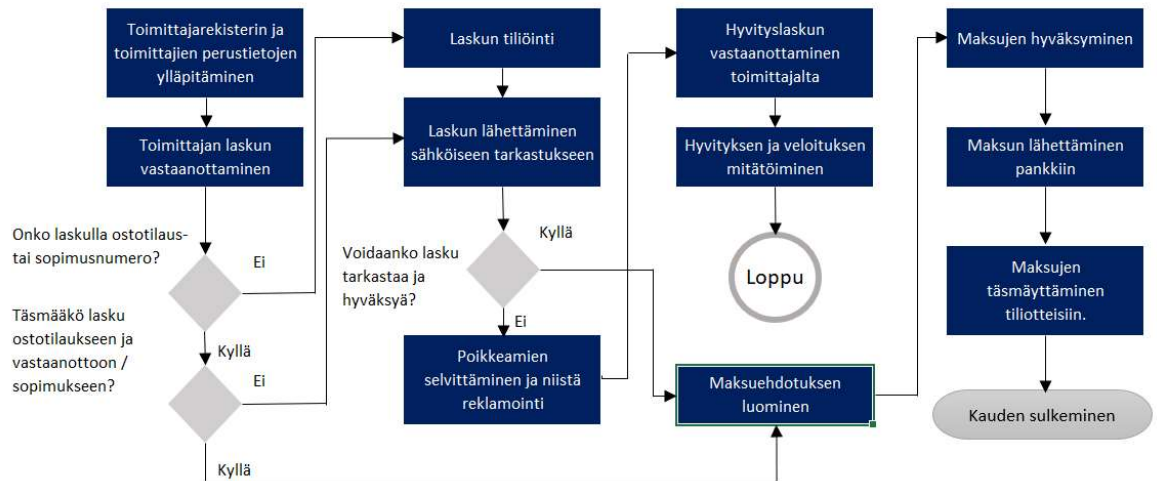 Toimittajarekisterin ja
toimittajien perustietojen
ylläpitäminen
Toimittajan laskun
vastaanottaminen
Onko laskulla ostotilaus-
tai sopimusnumero?
Ei
Täsmääkö lasku
ostotilaukseen ja
vastaanottoon /
sopimukseen?
Kyllä
Ei
Kyllä
Laskun tiliöinti
Laskun lähettäminen
sähköiseen tarkastukseen
Voidaanko lasku
tarkastaa ja
hyväksyä?
Kyllä
Ei
Poikkeamien
selvittäminen ja niistä
reklamointi
Hyvityslaskun
vastaanottaminen
toimittajalta
Hyvityksen ja veloituksen
mitätöiminen
Loppu
Maksuehdotuksen
luominen
Maksujen hyväksyminen
Maksun lähettäminen
pankkiin
Maksujen
täsmäyttäminen
tiliotteisiin.
Kauden sulkeminen